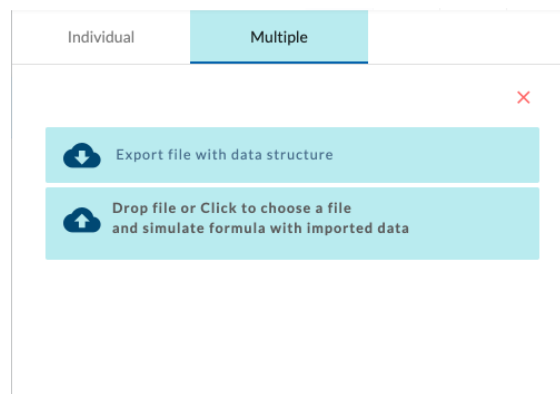 Individual
Multiple
Export file with data structure
Drop file or Click to choose a file
and simulate formula with imported data